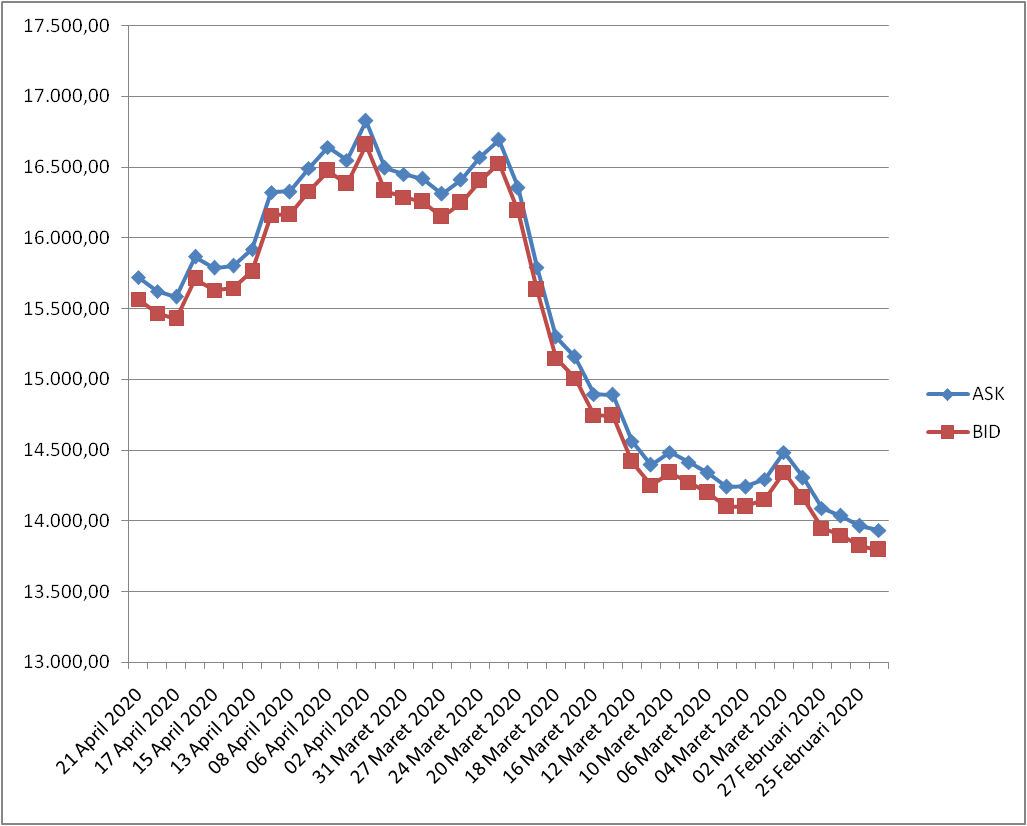 17.500,00
17.000,00
16.500,00
16.000,00
15.500,00
15.000,00
14.500,00
14.000,00
13.500,00
13.000,00
21 April 2020
17 April 2020
15 April 2020
13 April 2020
08 April 2020
06 April 2020
02 April 2020
31 Maret 2020
27 Maret 2020
24 Maret 2020
20 Maret 2020
18 Maret 2020
16 Maret 2020
12 Maret 2020
10 Maret 2020
06 Maret 2020
04 Maret 2020
02 Maret 2020
27 Februari 2020
25 Februari 2020
ASK
BID